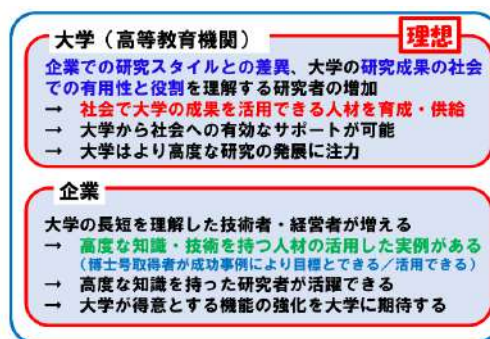 大学（高等教育機関）
理想
企業での研究スタイルとの差異、大学の研究成果の社会
での有用性と役割を理解する研究者の増加
→ 社会で大学の成果を活用できる人材を育成・供給
→ 大学から社会への有効なサポートが可能
→ 大学はより高度な研究の発展に注力
企業
大学の長短を理解した技術者・経営者が増える
→ 高度な知識・技術を持つ人材の活用した実例がある
（博士号取得者が成功事例により目標とできる／活用できる）
→ 高度な知識を持った研究者が活躍できる
→ 大学が得意とする機能の強化を大学に期待する